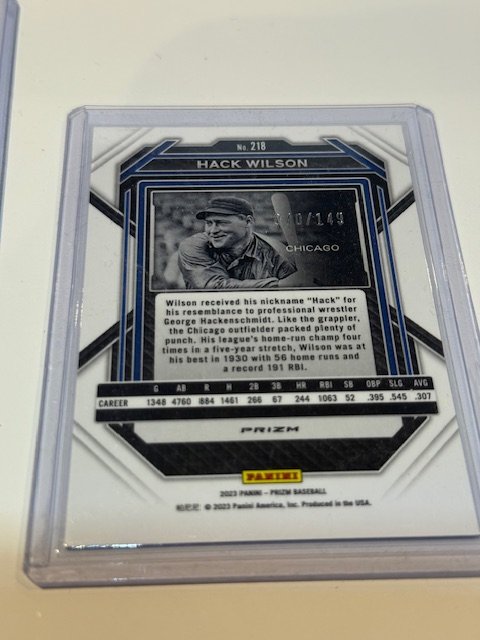 No. 218
HACK WILSON
/149
CHICAGO
Wilson received his nickname "Hack" for
his resemblance to professional wrestler
George Hackenschmidt. Like the grappler,
the Chicago outfielder packed plenty of
punch. His league's home-run champ four
times in a five-year stretch, Wilson was at
his best in 1930 with 56 home runs and
a record 191 RBI.
G AB R H 2B 3B HR RBI SB OBP SLG AVG
CAREER 1348 4760 884 1461 266 67 244 1063 52 .395 .545 .307
PRIZM
PANINI
2023 PANINI - PRIZM BASEBALL
© 2023 Panini America, Inc. Produced in the USA.